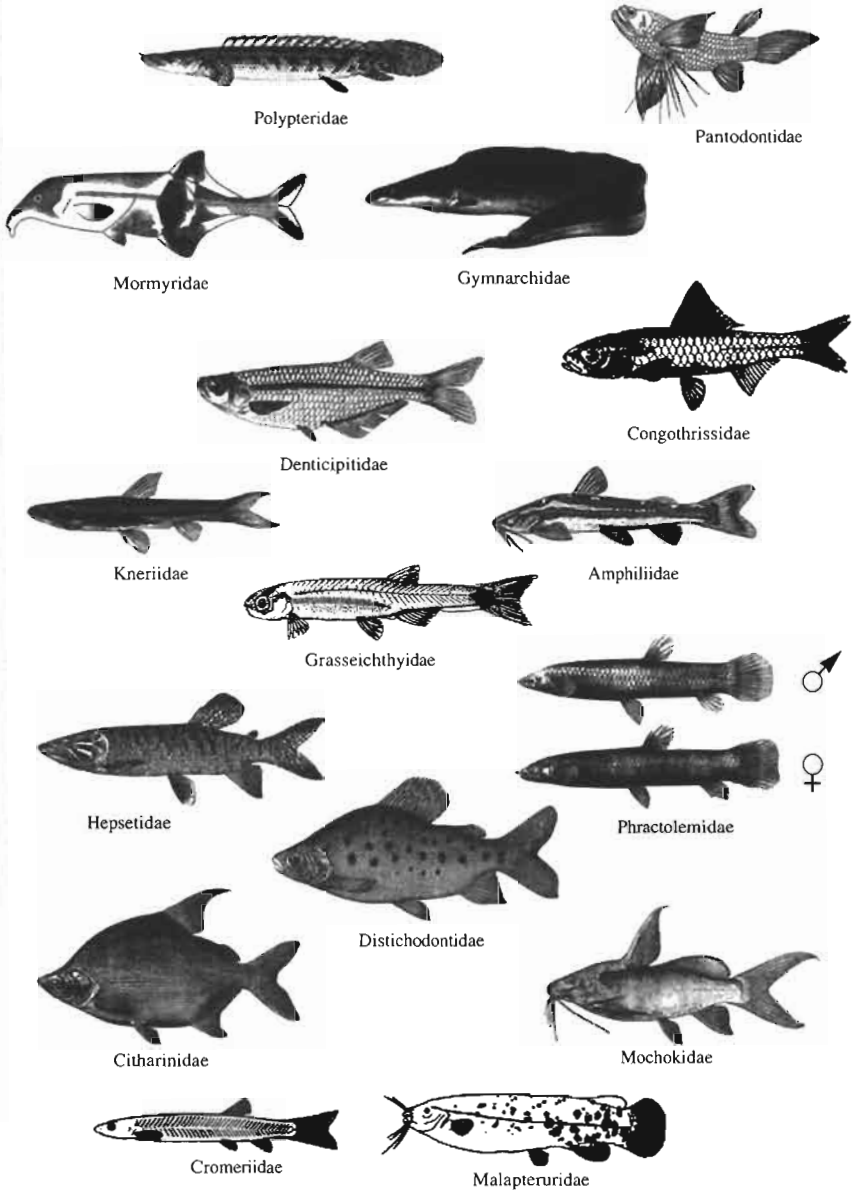 Polypteridae
Pantodontidae
Mormyridae
Gymnarchidae
Congothrissidae
Denticipitidae
Kneriidae
Amphiliidae
Grasseichthyidae
♂
♀
Hepsetidae
Phractolemidae
Distichodontidae
Citharinidae
Mochokidae
Cromeriidae
Malapteruridae